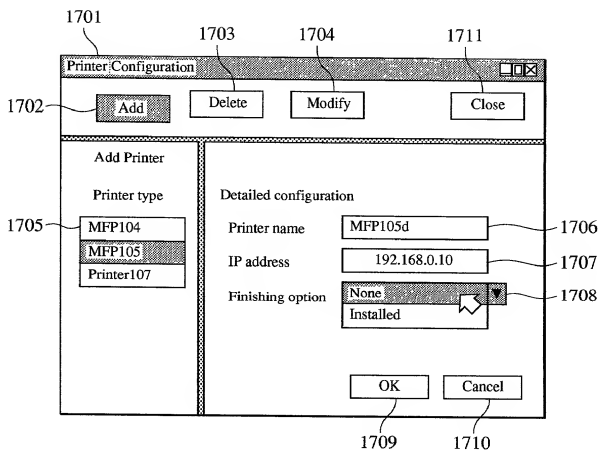 1701
1703
1704
1711
Printer Configuration
1702
Add
Delete
Modify
Close
Add Printer
Printer type
1705
MFP104
MFP105
Printer107
Detailed configuration
Printer name
MFP105d
1706
IP address
192.168.0.10
1707
Finishing option
None
1708
Installed
OK
Cancel
1709
1710